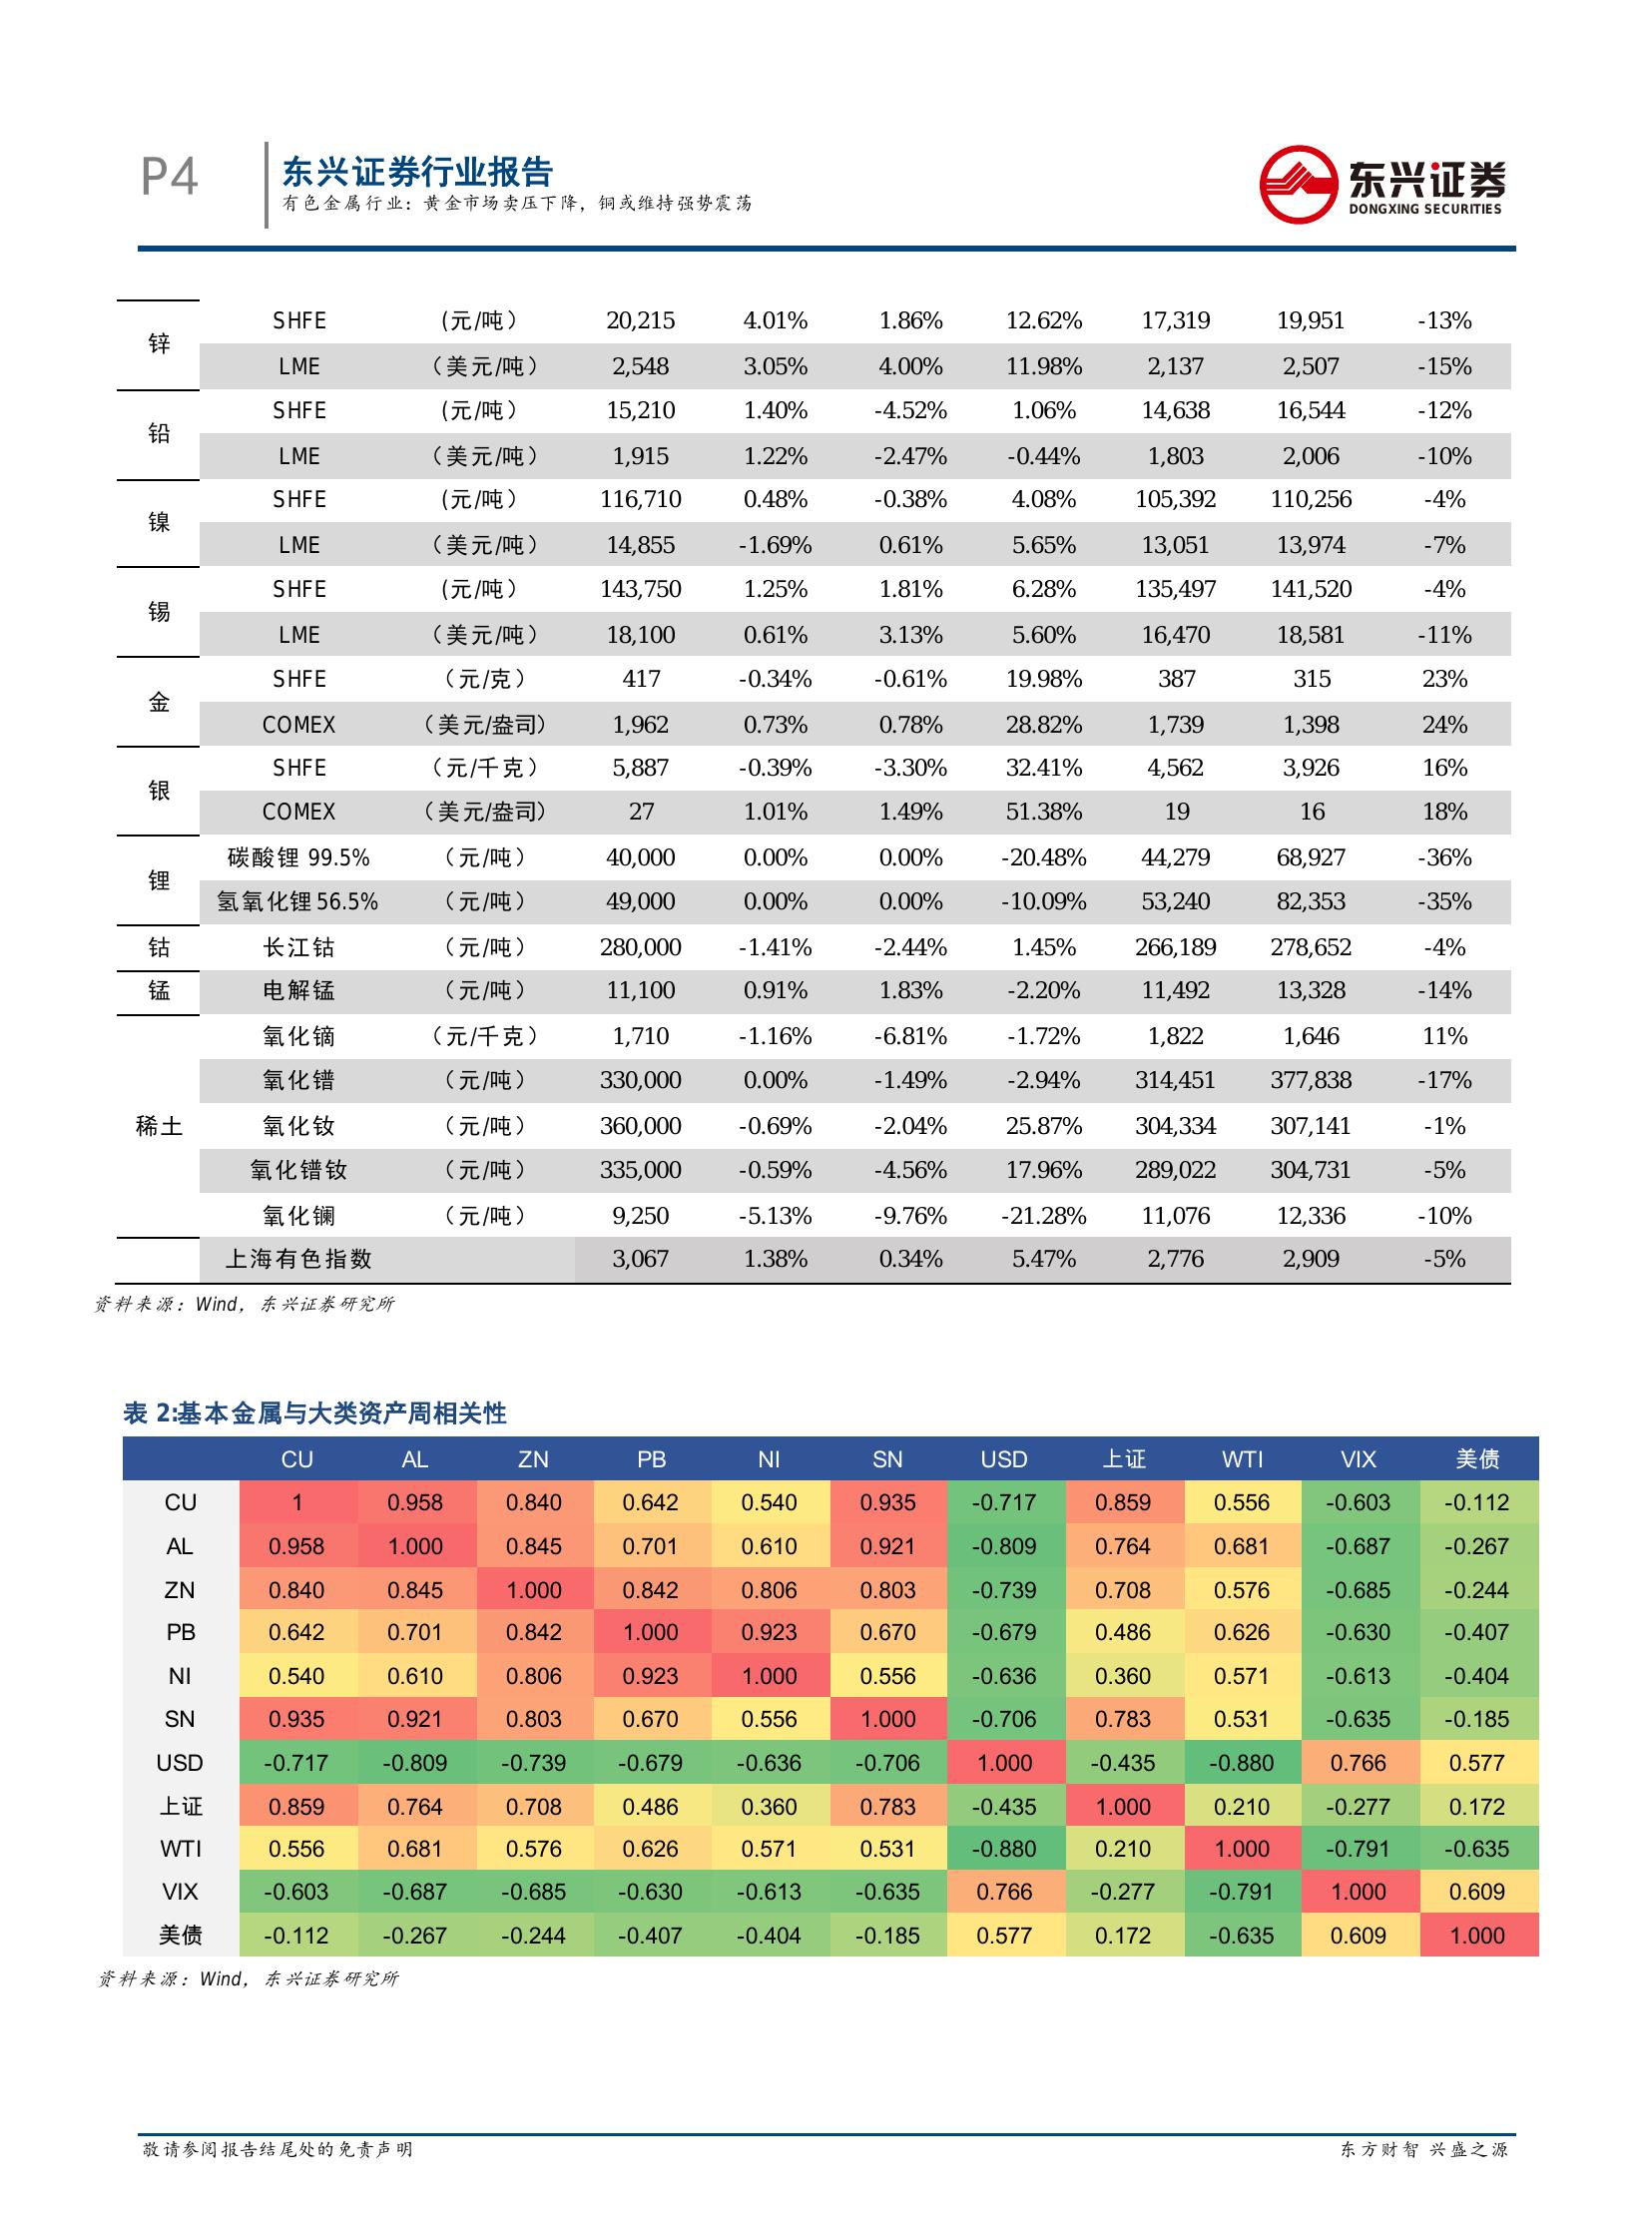 P4
东兴证券行业报告
有色金属行业：黄金市场卖压下降，铜或维持强势震荡
东兴证券
DONGXING SECURITIES
锌 SHFE （元/吨） 20,215 4.01% 1.86% 12.62% 17,319 19,951 -13%
LME （美元/吨） 2,548 3.05% 4.00% 11.98% 2,137 2,507 -15%
铅 SHFE （元/吨） 15,210 1.40% -4.52% 1.06% 14,638 16,544 -12%
LME （美元/吨） 1,915 1.22% -2.47% -0.44% 1,803 2,006 -10%
镍 SHFE （元/吨） 116,710 0.48% -0.38% 4.08% 105,392 110,256 -4%
LME （美元/吨） 14,855 -1.69% 0.61% 5.65% 13,051 13,974 -7%
锡 SHFE （元/吨） 143,750 1.25% 1.81% 6.28% 135,497 141,520 -4%
LME （美元/吨） 18,100 0.61% 3.13% 5.60% 16,470 18,581 -11%
金 SHFE （元/克） 417 -0.34% -0.61% 19.98% 387 315 23%
COMEX （美元/盎司） 1,962 0.73% 0.78% 28.82% 1,739 1,398 24%
银 SHFE （元/千克） 5,887 -0.39% -3.30% 32.41% 4,562 3,926 16%
COMEX （美元/盎司） 27 1.01% 1.49% 51.38% 19 16 18%
锂 碳酸锂 99.5% （元/吨） 40,000 0.00% 0.00% -20.48% 44,279 68,927 -36%
氢氧化锂 56.5% （元/吨） 49,000 0.00% 0.00% -10.09% 53,240 82,353 -35%
钴 长江钴 （元/吨） 280,000 -1.41% -2.44% 1.45% 266,189 278,652 -4%
锰 电解锰 （元/吨） 11,100 0.91% 1.83% -2.20% 11,492 13,328 -14%
稀土 氧化镝 （元/千克） 1,710 -1.16% -6.81% -1.72% 1,822 1,646 11%
氧化镨 （元/吨） 330,000 0.00% -1.49% -2.94% 314,451 377,838 -17%
氧化钕 （元/吨） 360,000 -0.69% -2.04% 25.87% 304,334 307,141 -1%
氧化镨钕 （元/吨） 335,000 -0.59% -4.56% 17.96% 289,022 304,731 -5%
氧化镧 （元/吨） 9,250 -5.13% -9.76% -21.28% 11,076 12,336 -10%
上海有色指数 3,067 1.38% 0.34% 5.47% 2,776 2,909 -5%
资料来源：Wind，东兴证券研究所
表 2:基本金属与大类资产周相关性
CU AL ZN PB NI SN USD 上证 WTI VIX 美债
CU 1 0.958 0.840 0.642 0.540 0.935 -0.717 0.859 0.556 -0.603 -0.112
AL 0.958 1.000 0.845 0.701 0.610 0.921 -0.809 0.764 0.681 -0.687 -0.267
ZN 0.840 0.845 1.000 0.842 0.806 0.803 -0.739 0.708 0.576 -0.685 -0.244
PB 0.642 0.701 0.842 1.000 0.923 0.670 -0.679 0.486 0.626 -0.630 -0.407
NI 0.540 0.610 0.806 0.923 1.000 0.556 -0.636 0.360 0.571 -0.613 -0.404
SN 0.935 0.921 0.803 0.670 0.556 1.000 -0.706 0.783 0.531 -0.635 -0.185
USD -0.717 -0.809 -0.739 -0.679 -0.636 -0.706 1.000 -0.435 -0.880 0.766 0.577
上证 0.859 0.764 0.708 0.486 0.360 0.783 -0.435 1.000 0.210 -0.277 0.172
WTI 0.556 0.681 0.576 0.626 0.571 0.531 -0.880 0.210 1.000 -0.791 -0.635
VIX -0.603 -0.687 -0.685 -0.630 -0.613 -0.635 0.766 -0.277 -0.791 1.000 0.609
美债 -0.112 -0.267 -0.244 -0.407 -0.404 -0.185 0.577 0.172 -0.635 0.609 1.000
资料来源：Wind，东兴证券研究所
敬请参阅报告结尾处的免责声明
东方财智 兴盛之源